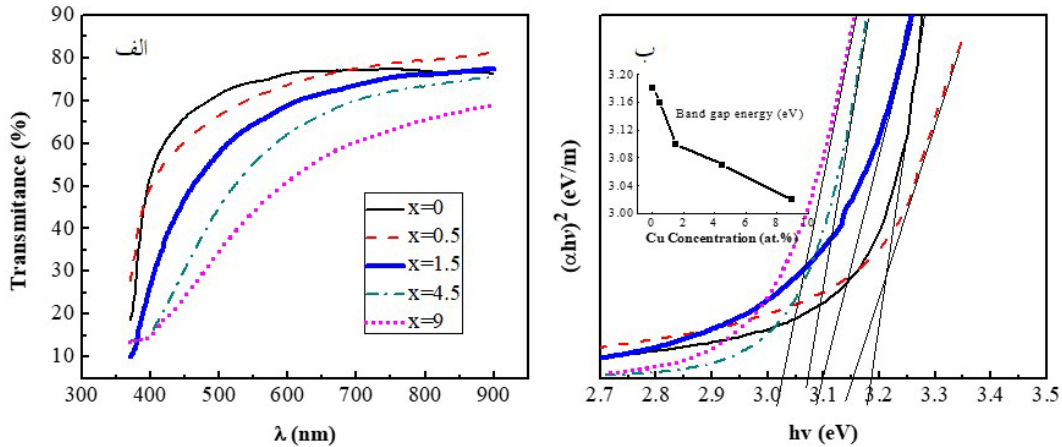 الف
Transmitance (%)
90
80
70
60
50
40
30
20
10
x=0
x=0.5
x=1.5
x=4.5
x=9
300 400 500 600 700 800 900
λ (nm)
ب
(αhν)² (eV/m)
3.20
3.16
3.12
3.08
3.04
3.00
Band gap energy (eV)
0 2 4 6 8 10
Cu Concentration (at.%)
2.7 2.8 2.9 3.0 3.1 3.2 3.3 3.4 3.5
hν (eV)